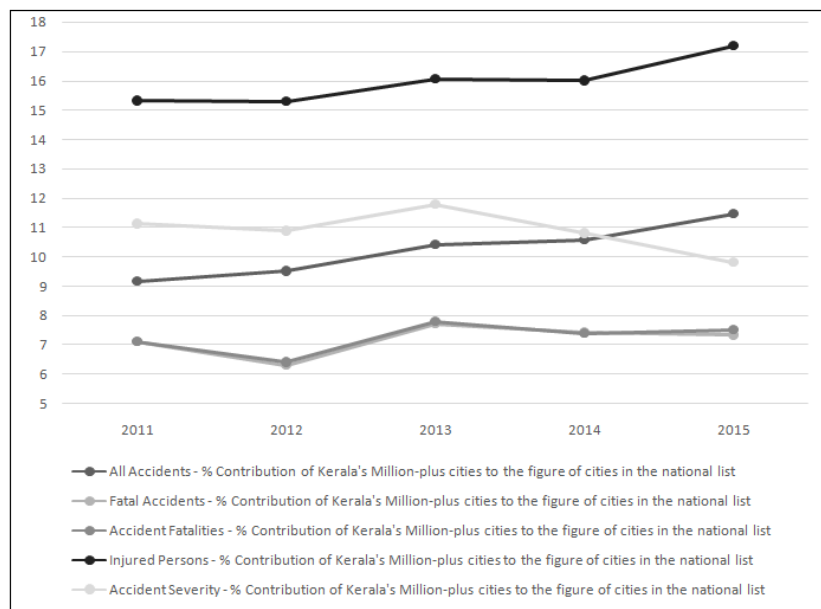 18
17
16
15
14
13
12
11
10
9
8
7
6
5
2011 2012 2013 2014 2015
All Accidents - % Contribution of Kerala's Million-plus cities to the figure of cities in the national list
Fatal Accidents - % Contribution of Kerala's Million-plus cities to the figure of cities in the national list
Accident Fatalities - % Contribution of Kerala's Million-plus cities to the figure of cities in the national list
Injured Persons - % Contribution of Kerala's Million-plus cities to the figure of cities in the national list
Accident Severity - % Contribution of Kerala's Million-plus cities to the figure of cities in the national list